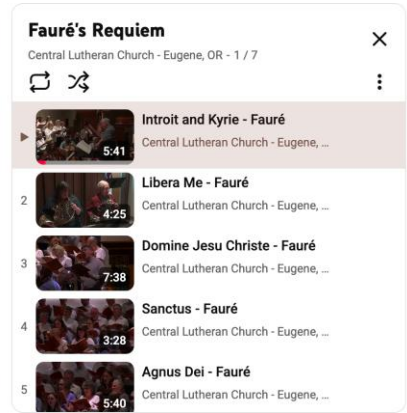 Fauré's Requiem
Central Lutheran Church - Eugene, OR - 1 / 7
Introit and Kyrie - Fauré
Central Lutheran Church - Eugene, ...
5:41
2
Libera Me - Fauré
Central Lutheran Church - Eugene, ...
4:25
3
Domine Jesu Christe - Fauré
Central Lutheran Church - Eugene, ...
7:38
4
Sanctus - Fauré
Central Lutheran Church - Eugene, ...
3:28
5
Agnus Dei - Fauré
Central Lutheran Church - Eugene, ...
5:40